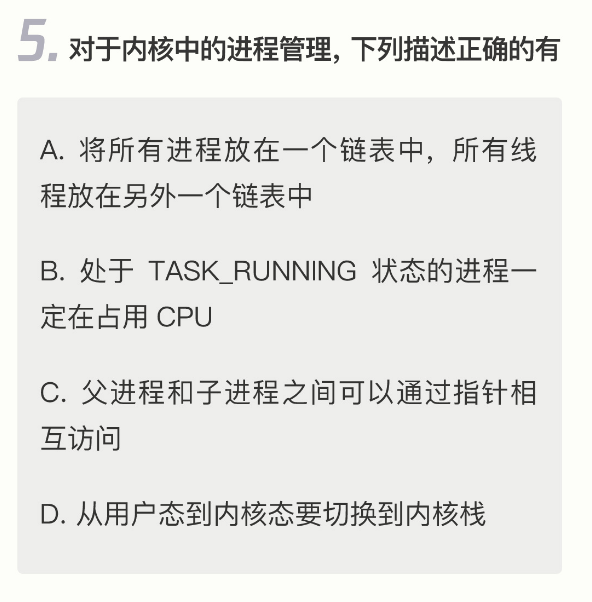 5. 对于内核中的进程管理，下列描述正确的有
A. 将所有进程放在一个链表中，所有线
程放在另外一个链表中
B. 处于 TASK_RUNNING 状态的进程一
定在占用 CPU
C. 父进程和子进程之间可以通过指针相
互访问
D. 从用户态到内核态要切换到内核栈